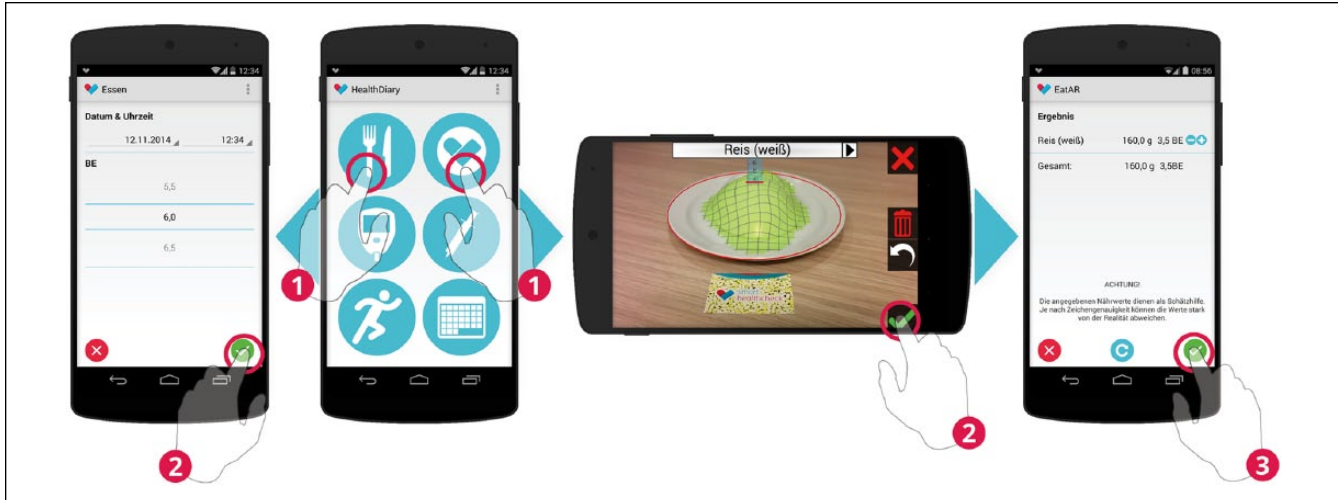 12:34
Essen
Datum & Uhrzeit
12.11.2014 12:34
BE
5,5
6,0
6,5
2
12:34
HealthDiary
1
1
Reis (weiß)
smart
healthcheck
2
08:56
EatAR
Ergebnis
Reis (weiß) 160,0 g 3,5 BE
Gesamt: 160,0 g 3,5BE
ACHTUNG!
Die angegebenen Nährwerte dienen als Schätzhilfe.
Je nach Zeichengenauigkeit können die Werte stark
von der Realität abweichen.
3